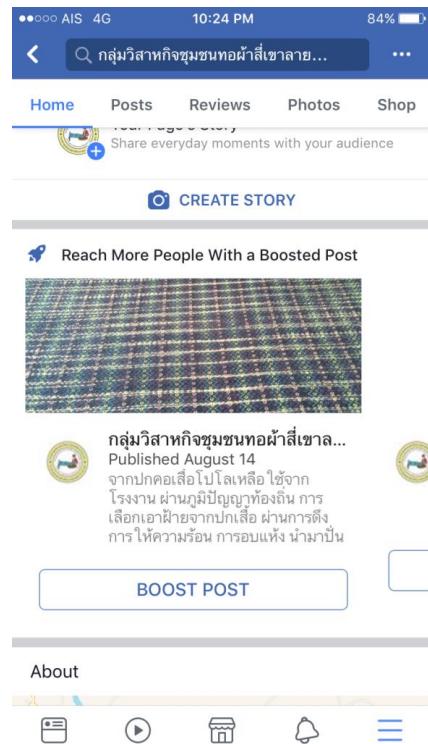 AIS 4G 10:24 PM 84%
กลุ่มวิสาหกิจชุมชนทอผ้าสี่เขาลาย...
Home Posts Reviews Photos Shop
Your Page's Story
Share everyday moments with your audience
CREATE STORY
Reach More People With a Boosted Post
กลุ่มวิสาหกิจชุมชนทอผ้าสี่เขาล...
Published August 14
จากปกคอเสื้อโปโลเหลือ ใช้จาก
โรงงาน ผ่านภูมิปัญญาท้องถิ่น การ
เลือกเอาฝ้ายจากปกเสื้อ ผ่านการดึง
การ ให้ความร้อน การอบแห้ง นำมาปั่น
BOOST POST
About